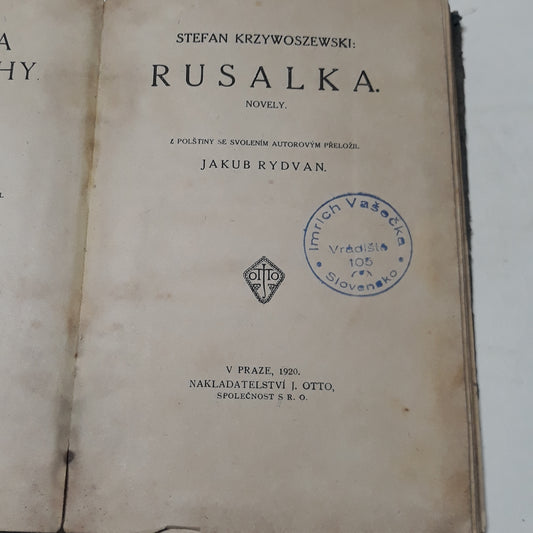 A
HY.
STEFAN KRZYWOSZEWSKI:
RUSALKA.
NOVELY.
Z POLŠTINY SE SVOLENÍM AUTOROVÝM PŘELOŽIL
JAKUB RYDVAN.
Imrich Vašečka
Vrádište
105
Slovensko
OTTO
V PRAZE, 1920.
NAKLADATELSTVÍ J. OTTO,
SPOLEČNOST S R. O.